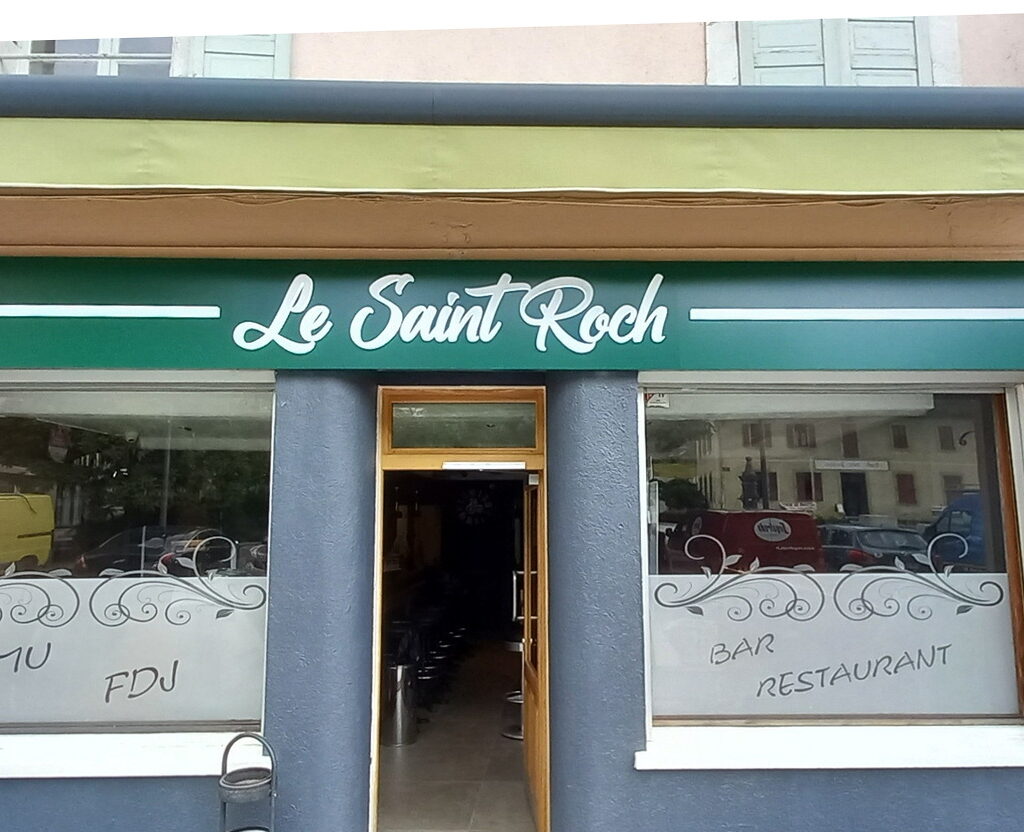 Le Saint Roch
MU
FDJ
BAR
RESTAURANT